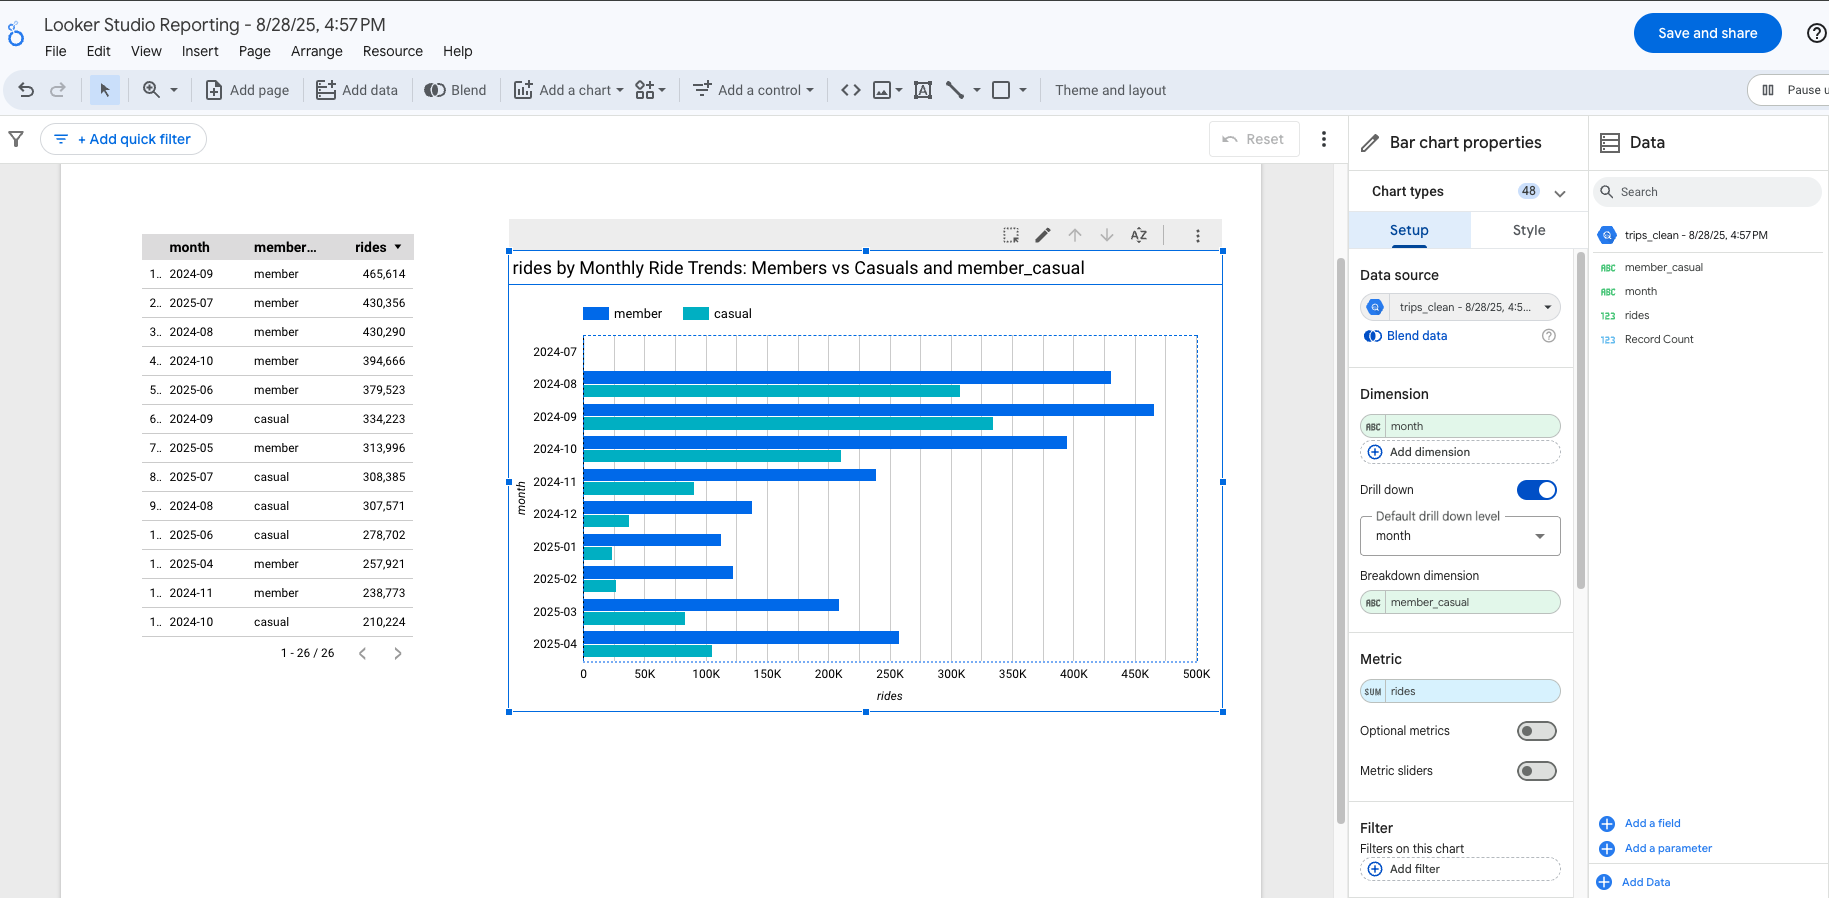 Looker Studio Reporting - 8/28/25, 4:57 PM
File Edit View Insert Page Arrange Resource Help
Save and share
Add page Add data Blend Add a chart Add a control Theme and layout
Pause u
+ Add quick filter
Reset
month member... rides
1.. 2024-09 member 465,614
2.. 2025-07 member 430,356
3.. 2024-08 member 430,290
4.. 2024-10 member 394,666
5.. 2025-06 member 379,523
6.. 2024-09 casual 334,223
7.. 2025-05 member 313,996
8.. 2025-07 casual 308,385
9.. 2024-08 casual 307,571
1.. 2025-06 casual 278,702
1.. 2025-04 member 257,921
1.. 2024-11 member 238,773
1.. 2024-10 casual 210,224
1 - 26 / 26
rides by Monthly Ride Trends: Members vs Casuals and member_casual
member casual
month
2024-07
2024-08
2024-09
2024-10
2024-11
2024-12
2025-01
2025-02
2025-03
2025-04
0 50K 100K 150K 200K 250K 300K 350K 400K 450K 500K
rides
Bar chart properties
Chart types 48
Setup Style
Data source
trips_clean - 8/28/25, 4:5...
Blend data
Dimension
ABC month
Add dimension
Drill down
Default drill down level
month
Breakdown dimension
ABC member_casual
Metric
SUM rides
Optional metrics
Metric sliders
Filter
Filters on this chart
Add filter
Data
Search
trips_clean - 8/28/25, 4:57 PM
ABC member_casual
ABC month
123 rides
123 Record Count
Add a field
Add a parameter
Add Data